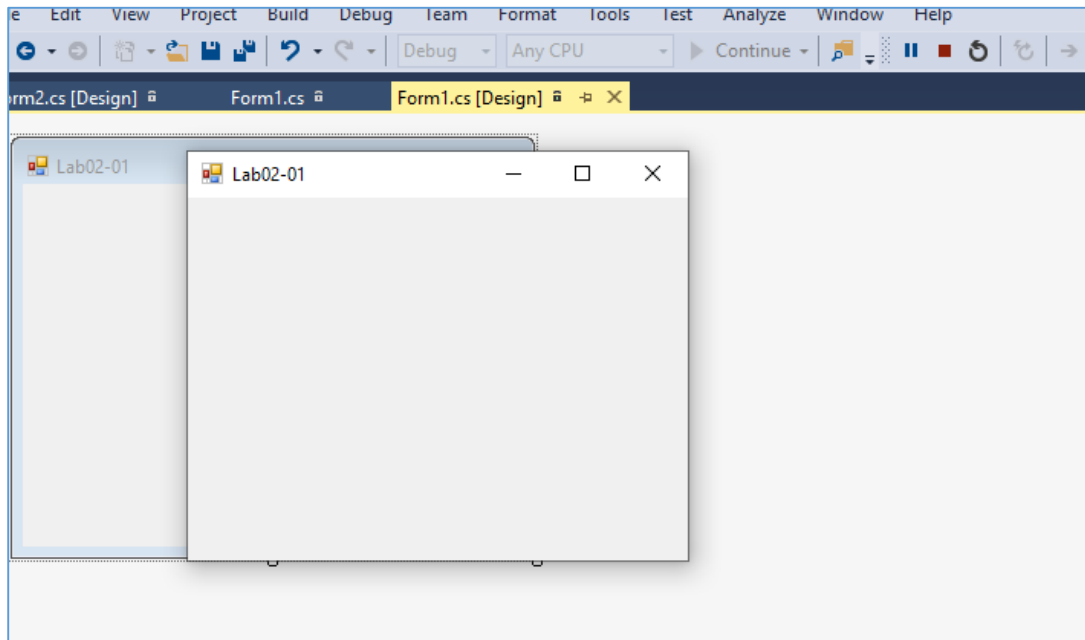 e Edit View Project Build Debug Team Format Tools Test Analyze Window Help
Debug Any CPU Continue
orm2.cs [Design] Form1.cs Form1.cs [Design]
Lab02-01
Lab02-01